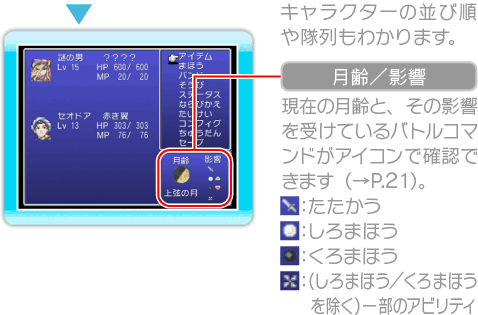 キャラクターの並び順
や隊列もわかります。
謎の男 ？？？？
Lv 15 HP 600/ 600
MP 20/ 20
セオドア 赤き翼
Lv 13 HP 303/ 303
MP 76/ 76
アイテム
まほう
そうび
ステータス
ならびかえ
たいれい
コンフィグ
ちゅうだん
セーブ
月齢 影響
上弦の月
月齢／影響
現在の月齢と、その影響
を受けているバトルコマ
ンドがアイコンで確認で
きます（→P.21）。
:たたかう
:しろまほう
:くろまほう
:(しろまほう／くろまほう
を除く)一部のアビリティ